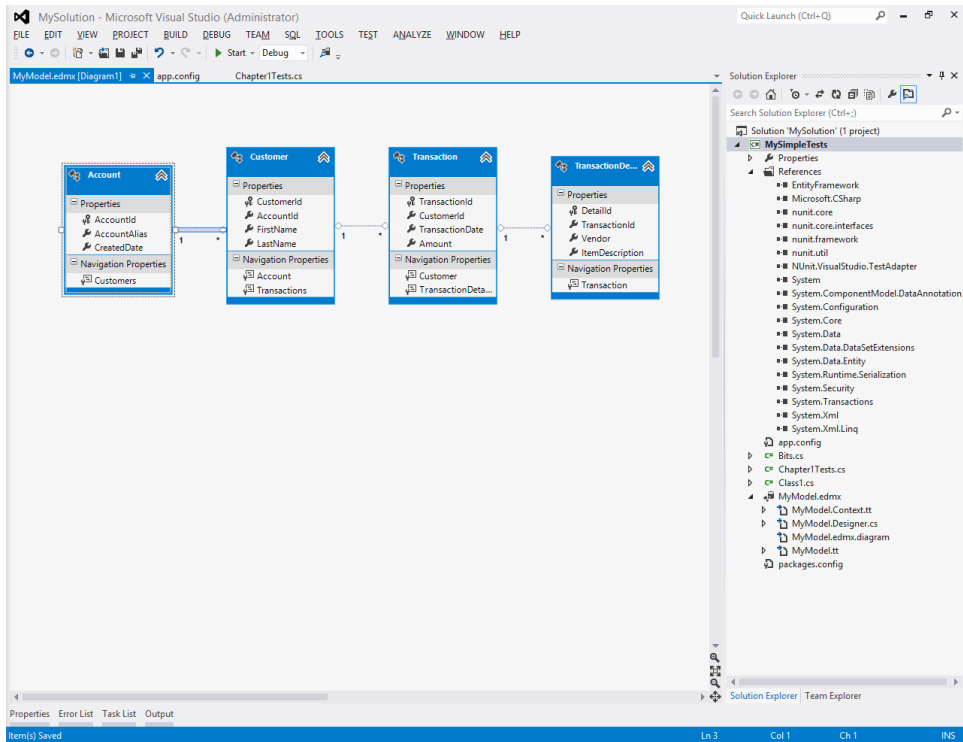 MySolution - Microsoft Visual Studio (Administrator)
Quick Launch (Ctrl+Q)
FILE EDIT VIEW PROJECT BUILD DEBUG TEAM SQL TOOLS TEST ANALYZE WINDOW HELP
Start Debug
MyModel.edmx [Diagram1] app.config Chapter1Tests.cs
Account
Properties
AccountId
AccountAlias
CreatedDate
Navigation Properties
Customers
1 *
Customer
Properties
CustomerId
AccountId
FirstName
LastName
Navigation Properties
Account
Transactions
1 *
Transaction
Properties
TransactionId
CustomerId
TransactionDate
Amount
Navigation Properties
Customer
TransactionDeta...
1 *
TransactionDe...
Properties
DetailId
TransactionId
Vendor
ItemDescription
Navigation Properties
Transaction
Solution Explorer
Search Solution Explorer (Ctrl+;)
Solution 'MySolution' (1 project)
MySimpleTests
Properties
References
EntityFramework
Microsoft.CSharp
nunit.core
nunit.core.interfaces
nunit.framework
nunit.util
NUnit.VisualStudio.TestAdapter
System
System.ComponentModel.DataAnnotation
System.Configuration
System.Core
System.Data
System.Data.DataSetExtensions
System.Data.Entity
System.Runtime.Serialization
System.Security
System.Transactions
System.Xml
System.Xml.Linq
app.config
C# Bits.cs
C# Chapter1Tests.cs
C# Class1.cs
MyModel.edmx
MyModel.Context.tt
MyModel.Designer.cs
MyModel.edmx.diagram
MyModel.tt
packages.config
Solution Explorer Team Explorer
Properties Error List Task List Output
Item(s) Saved Ln 3 Col 1 Ch 1 INS